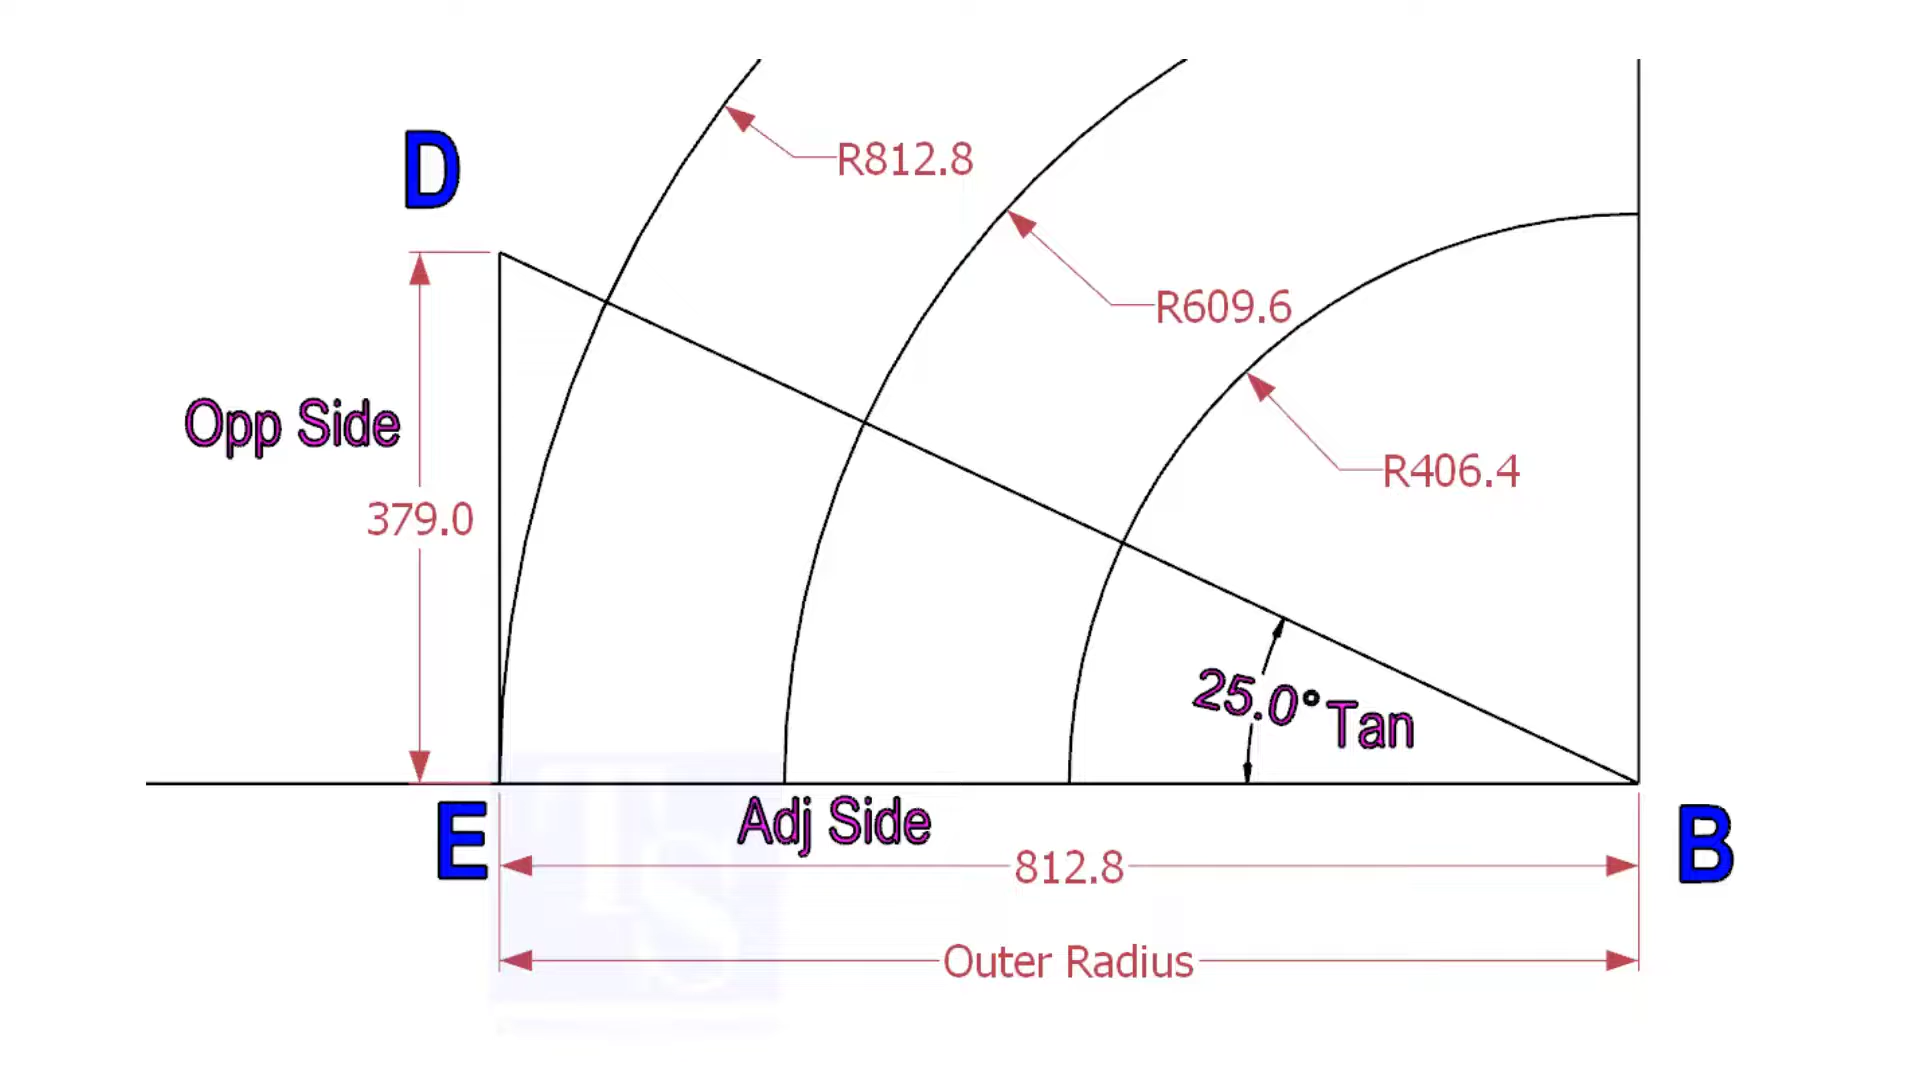 D
R812.8
R609.6
Opp Side
R406.4
379.0
25.0° Tan
E
Adj Side
B
812.8
TS
Outer Radius